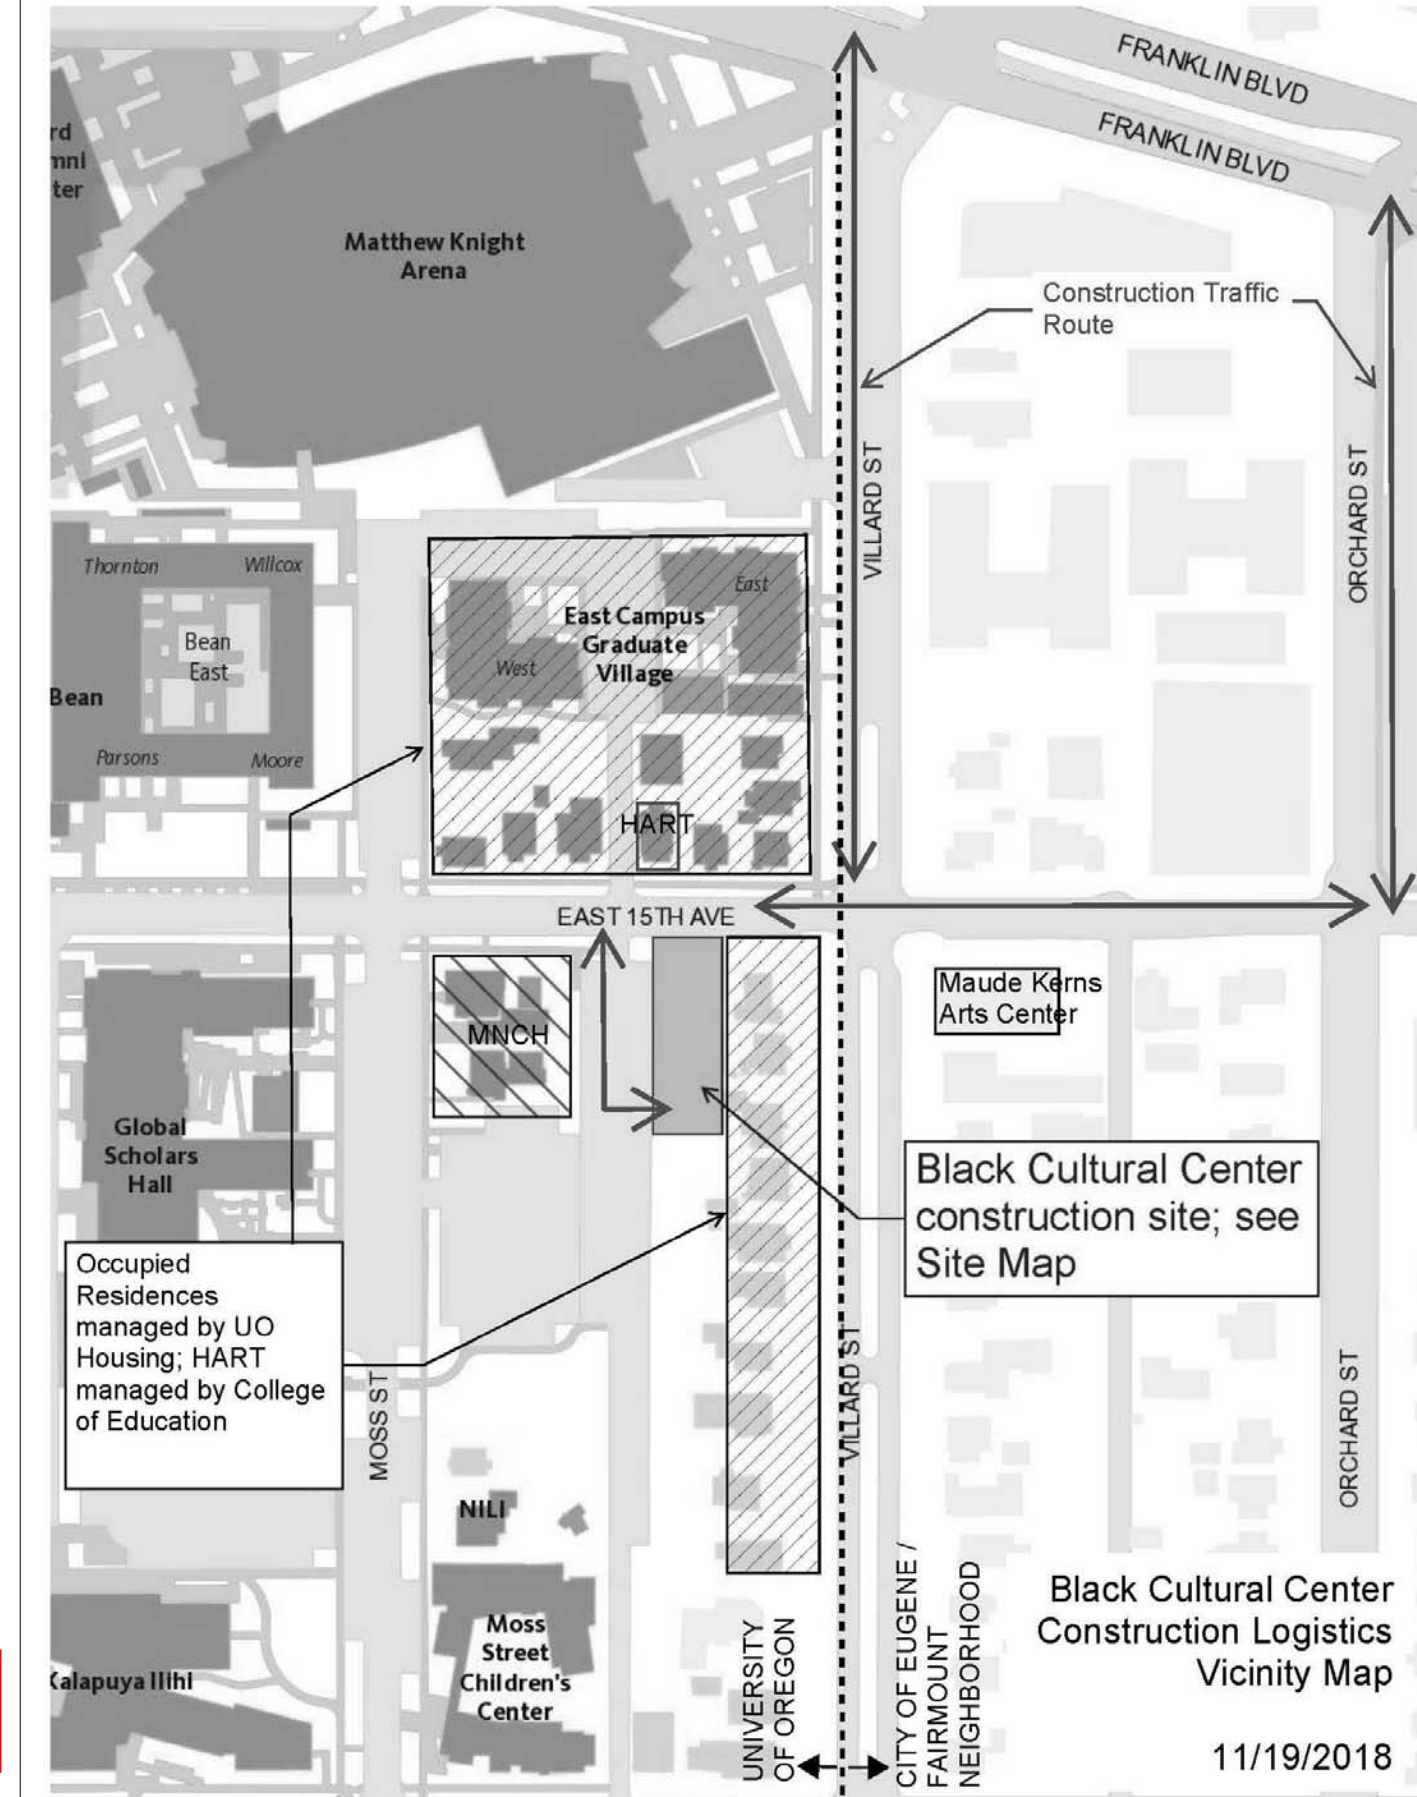 FRANKLIN BLVD
FRANKLIN BLVD
rd
mni
ter
Matthew Knight
Arena
Construction Traffic
Route
VILLARD ST
ORCHARD ST
Thornton
Willcox
Bean
East
Bean
Parsons
Moore
East
East Campus
Graduate
Village
West
HART
EAST 15TH AVE
MNCH
Maude Kerns
Arts Center
Global
Scholars
Hall
Black Cultural Center
construction site; see
Site Map
Occupied
Residences
managed by UO
Housing; HART
managed by College
of Education
MOSS ST
VILLARD ST
ORCHARD ST
NILI
Moss
Street
Children's
Center
Kalapuya Ilihi
UNIVERSITY
OF OREGON
CITY OF EUGENE /
FAIRMOUNT
NEIGHBORHOOD
Black Cultural Center
Construction Logistics
Vicinity Map
11/19/2018